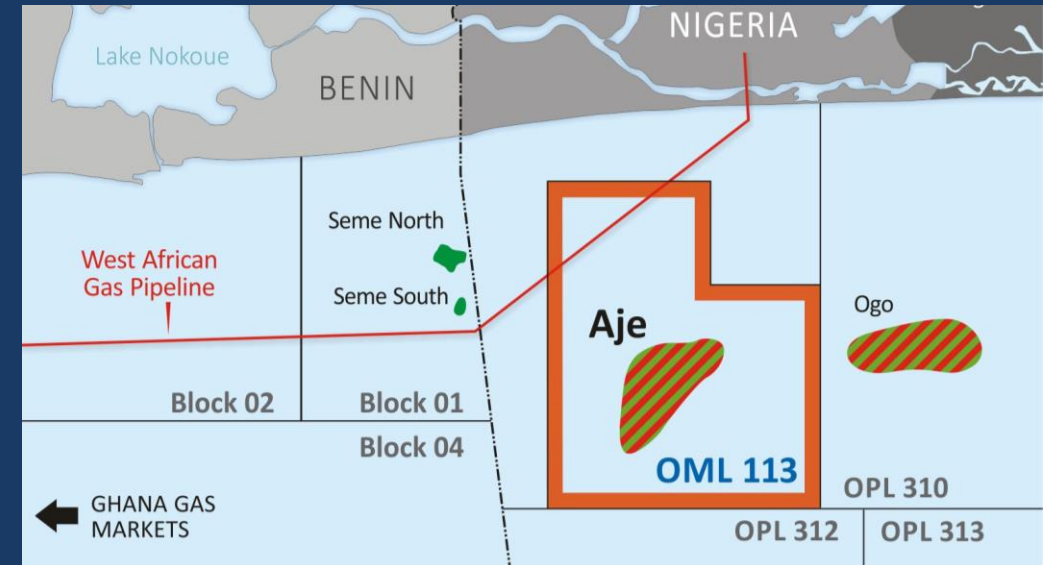 NIGERIA
Lake Nokoue
BENIN
Seme North
West African
Gas Pipeline
Seme South
Aje
Ogo
Block 02
Block 01
Block 04
OML 113
OPL 310
GHANA GAS
MARKETS
OPL 312
OPL 313